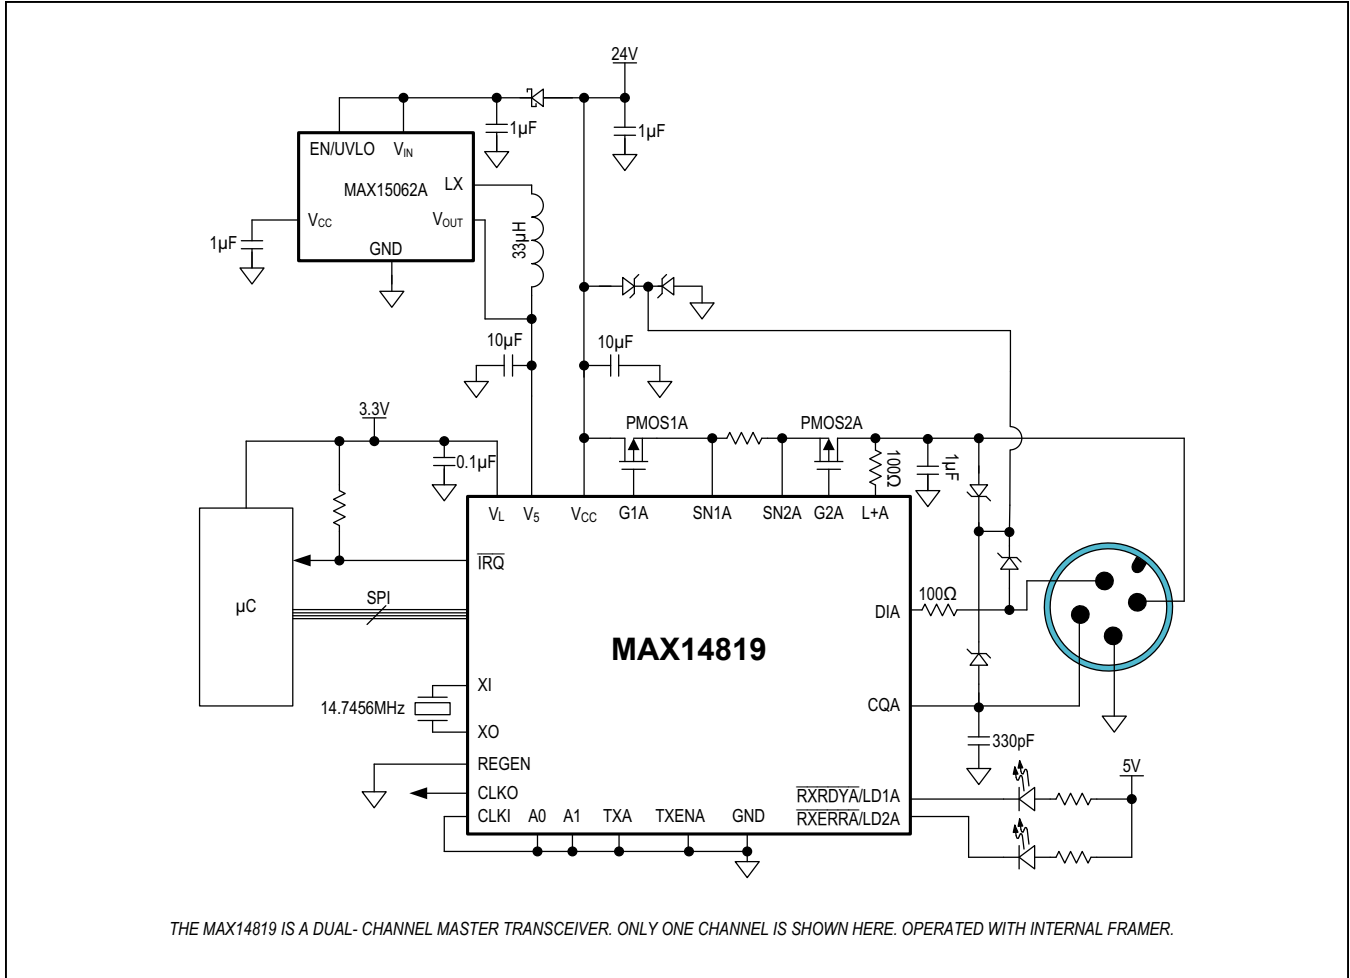 24V
1µF
1µF
EN/UVLO
VIN
LX
MAX15062A
VCC
VOUT
1µF
GND
33µH
10µF
10µF
3.3V
PMOS1A
PMOS2A
0.1µF
100Ω
1µF
VL
V5
VCC
G1A
SN1A
SN2A
G2A
L+A
IRQ
µC
SPI
100Ω
DIA
MAX14819
XI
14.7456MHz
XO
CQA
330pF
REGEN
5V
CLKO
RXRDYA/LD1A
CLKI
A0
A1
TXA
TXENA
GND
RXERRA/LD2A
THE MAX14819 IS A DUAL- CHANNEL MASTER TRANSCEIVER. ONLY ONE CHANNEL IS SHOWN HERE. OPERATED WITH INTERNAL FRAMER.